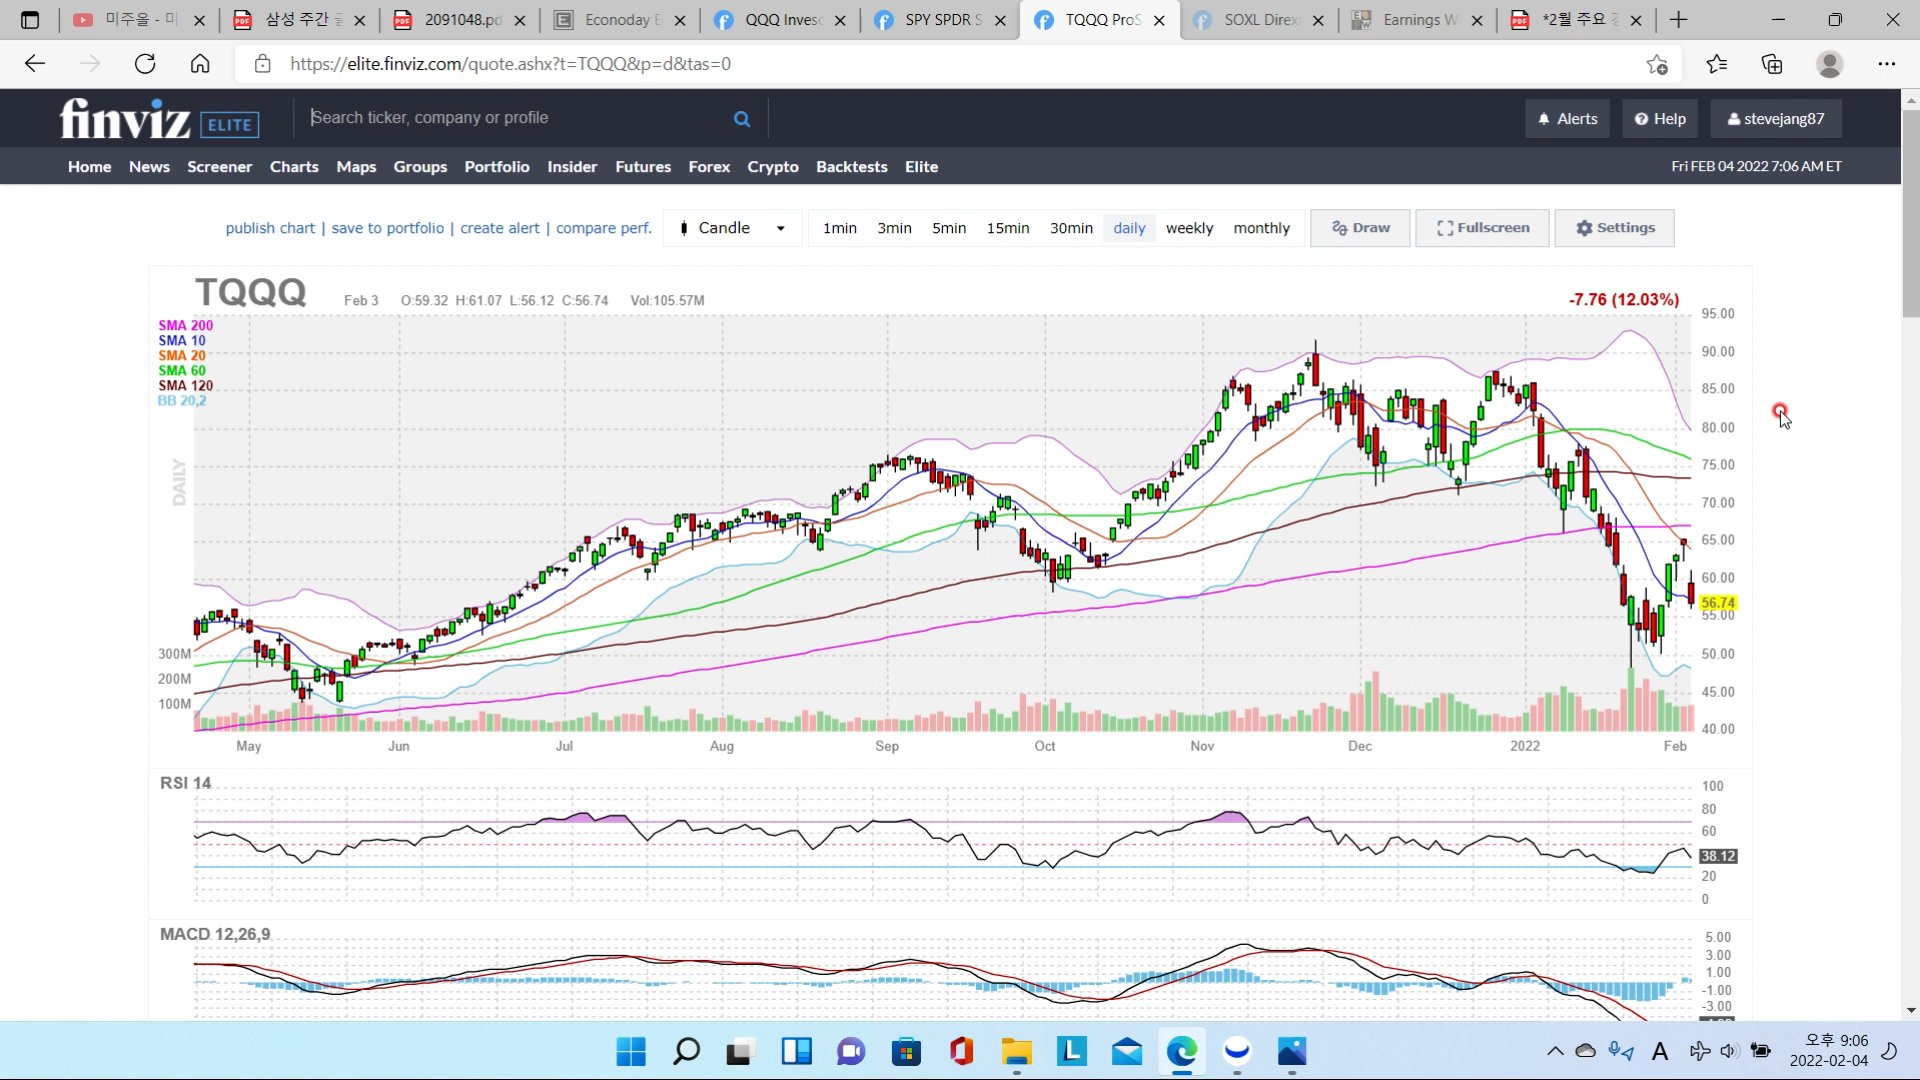 미주올 - 미
삼성 주간
2091048.pd
Econoday E
QQQ Invesc
SPY SPDR S
TQQQ ProS
SOXL Direxi
Earnings W
*2월 주요
https://elite.finviz.com/quote.ashx?t=TQQQ&p=d&tas=0
finviz ELITE
Search ticker, company or profile
Alerts
Help
stevejang87
Home News Screener Charts Maps Groups Portfolio Insider Futures Forex Crypto Backtests Elite
Fri FEB 04 2022 7:06 AM ET
publish chart | save to portfolio | create alert | compare perf.
Candle
1min 3min 5min 15min 30min daily weekly monthly
Draw
Fullscreen
Settings
TQQQ
Feb 3 O:59.32 H:61.07 L:56.12 C:56.74 Vol:105.57M
-7.76 (12.03%)
SMA 200
SMA 10
SMA 20
SMA 60
SMA 120
BB 20,2
DAILY
300M
200M
100M
95.00
90.00
85.00
80.00
75.00
70.00
65.00
60.00
56.74
55.00
50.00
45.00
40.00
May Jun Jul Aug Sep Oct Nov Dec 2022 Feb
RSI 14
100
80
60
38.12
20
0
MACD 12,26,9
5.00
3.00
1.00
-1.00
-3.00
오후 9:06
2022-02-04
A